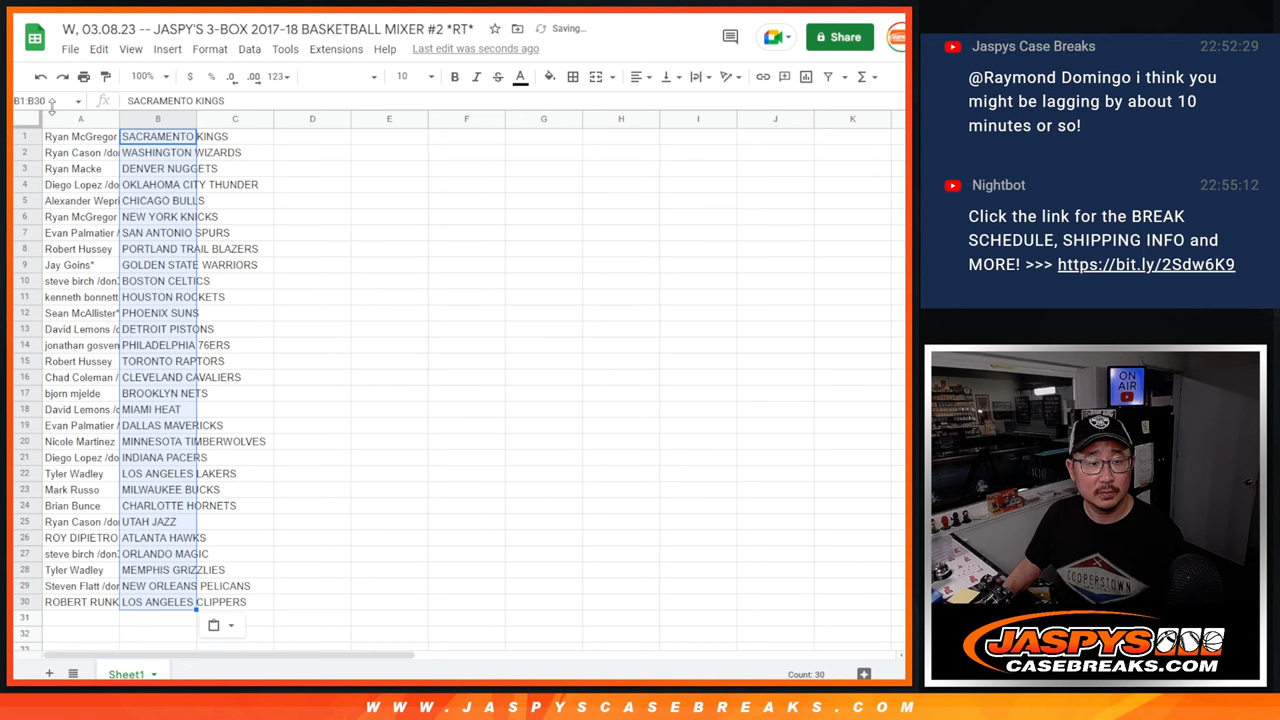 W, 03.08.23 -- JASPY'S 3-BOX 2017-18 BASKETBALL MIXER #2 *RT*
Saving...
File Edit View Insert Format Data Tools Extensions Help Last edit was seconds ago
Share
100% $ % .0 .00 123 10 B I S A
B1:B30 fx SACRAMENTO KINGS
A B C D E F G H I J K
1 Ryan McGregor SACRAMENTO KINGS
2 Ryan Cason /do WASHINGTON WIZARDS
3 Ryan Macke DENVER NUGGETS
4 Diego Lopez /do OKLAHOMA CITY THUNDER
5 Alexander Wepri CHICAGO BULLS
6 Ryan McGregor NEW YORK KNICKS
7 Evan Palmatier / SAN ANTONIO SPURS
8 Robert Hussey PORTLAND TRAIL BLAZERS
9 Jay Goins* GOLDEN STATE WARRIORS
10 steve birch /don BOSTON CELTICS
11 kenneth bonnett HOUSTON ROCKETS
12 Sean McAllister* PHOENIX SUNS
13 David Lemons /d DETROIT PISTONS
14 jonathan gosven PHILADELPHIA 76ERS
15 Robert Hussey TORONTO RAPTORS
16 Chad Coleman / CLEVELAND CAVALIERS
17 bjorn mjelde BROOKLYN NETS
18 David Lemons /d MIAMI HEAT
19 Evan Palmatier / DALLAS MAVERICKS
20 Nicole Martinez MINNESOTA TIMBERWOLVES
21 Diego Lopez /do INDIANA PACERS
22 Tyler Wadley LOS ANGELES LAKERS
23 Mark Russo MILWAUKEE BUCKS
24 Brian Bunce CHARLOTTE HORNETS
25 Ryan Cason /do UTAH JAZZ
26 ROY DIPIETRO ATLANTA HAWKS
27 steve birch /don ORLANDO MAGIC
28 Tyler Wadley MEMPHIS GRIZZLIES
29 Steven Flatt /do NEW ORLEANS PELICANS
30 ROBERT RUNK LOS ANGELES CLIPPERS
31
32
33
Sheet1
Count: 30
Jaspys Case Breaks 22:52:29
@Raymond Domingo i think you
might be lagging by about 10
minutes or so!
Nightbot 22:55:12
Click the link for the BREAK
SCHEDULE, SHIPPING INFO and
MORE! >>> https://bit.ly/2Sdw6K9
ON
AIR
COOPERSTOWN
JASPYS
CASEBREAKS.COM
WWW.JASPYSCASEBREAKS.COM